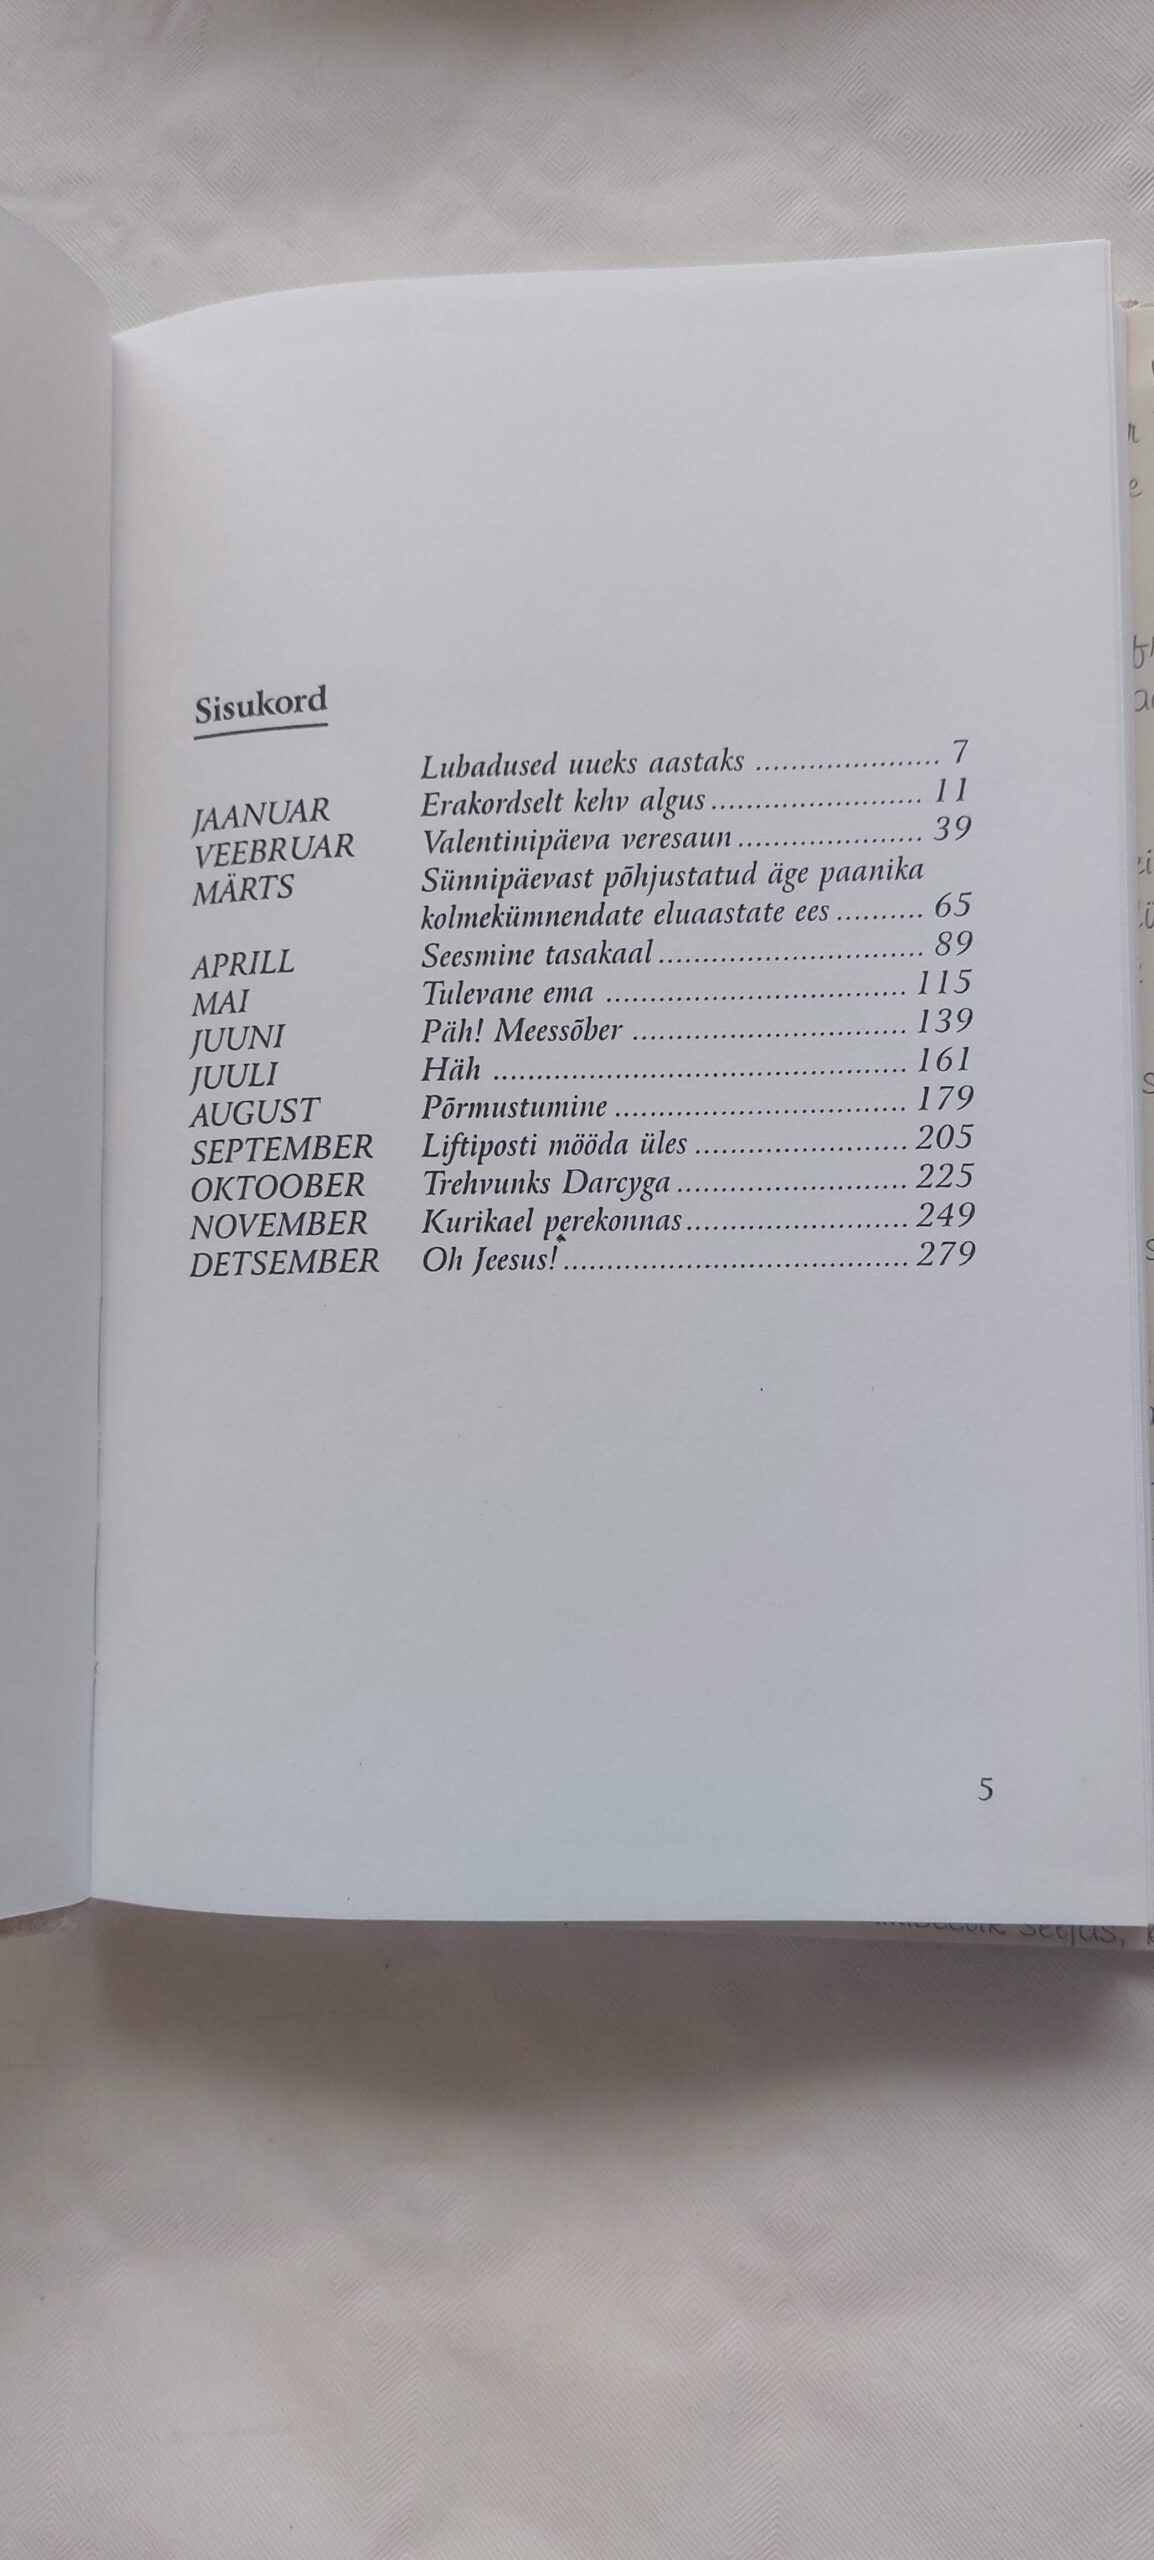 Sisukord
Lubadused uueks aastaks ..................... 7
JAANUAR Erakordselt kehv algus ........................ 11
VEEBRUAR Valentinipäeva veresaun ..................... 39
MÄRTS Sünnipäevast põhjustatud äge paanika
kolmekümnendate eluaastate ees .......... 65
APRILL Seesmine tasakaal .............................. 89
MAI Tulevane ema .................................. 115
JUUNI Päh! Meessõber ............................... 139
JUULI Häh .............................................. 161
AUGUST Põrmustumine ................................. 179
SEPTEMBER Liftiposti mööda üles ........................ 205
OKTOOBER Trehvunks Darcyga .......................... 225
NOVEMBER Kurikael perekonnas ......................... 249
DETSEMBER Oh Jeesus! ...................................... 279
5